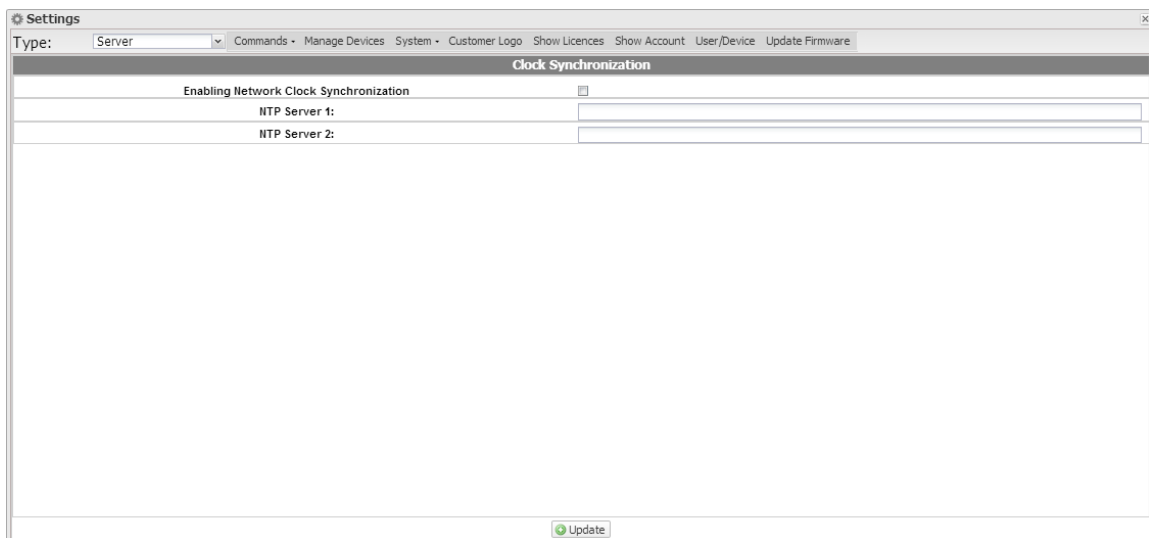 Settings
Type: Server Commands Manage Devices System Customer Logo Show Licences Show Account User/Device Update Firmware
Clock Synchronization
Enabling Network Clock Synchronization
NTP Server 1:
NTP Server 2:
Update